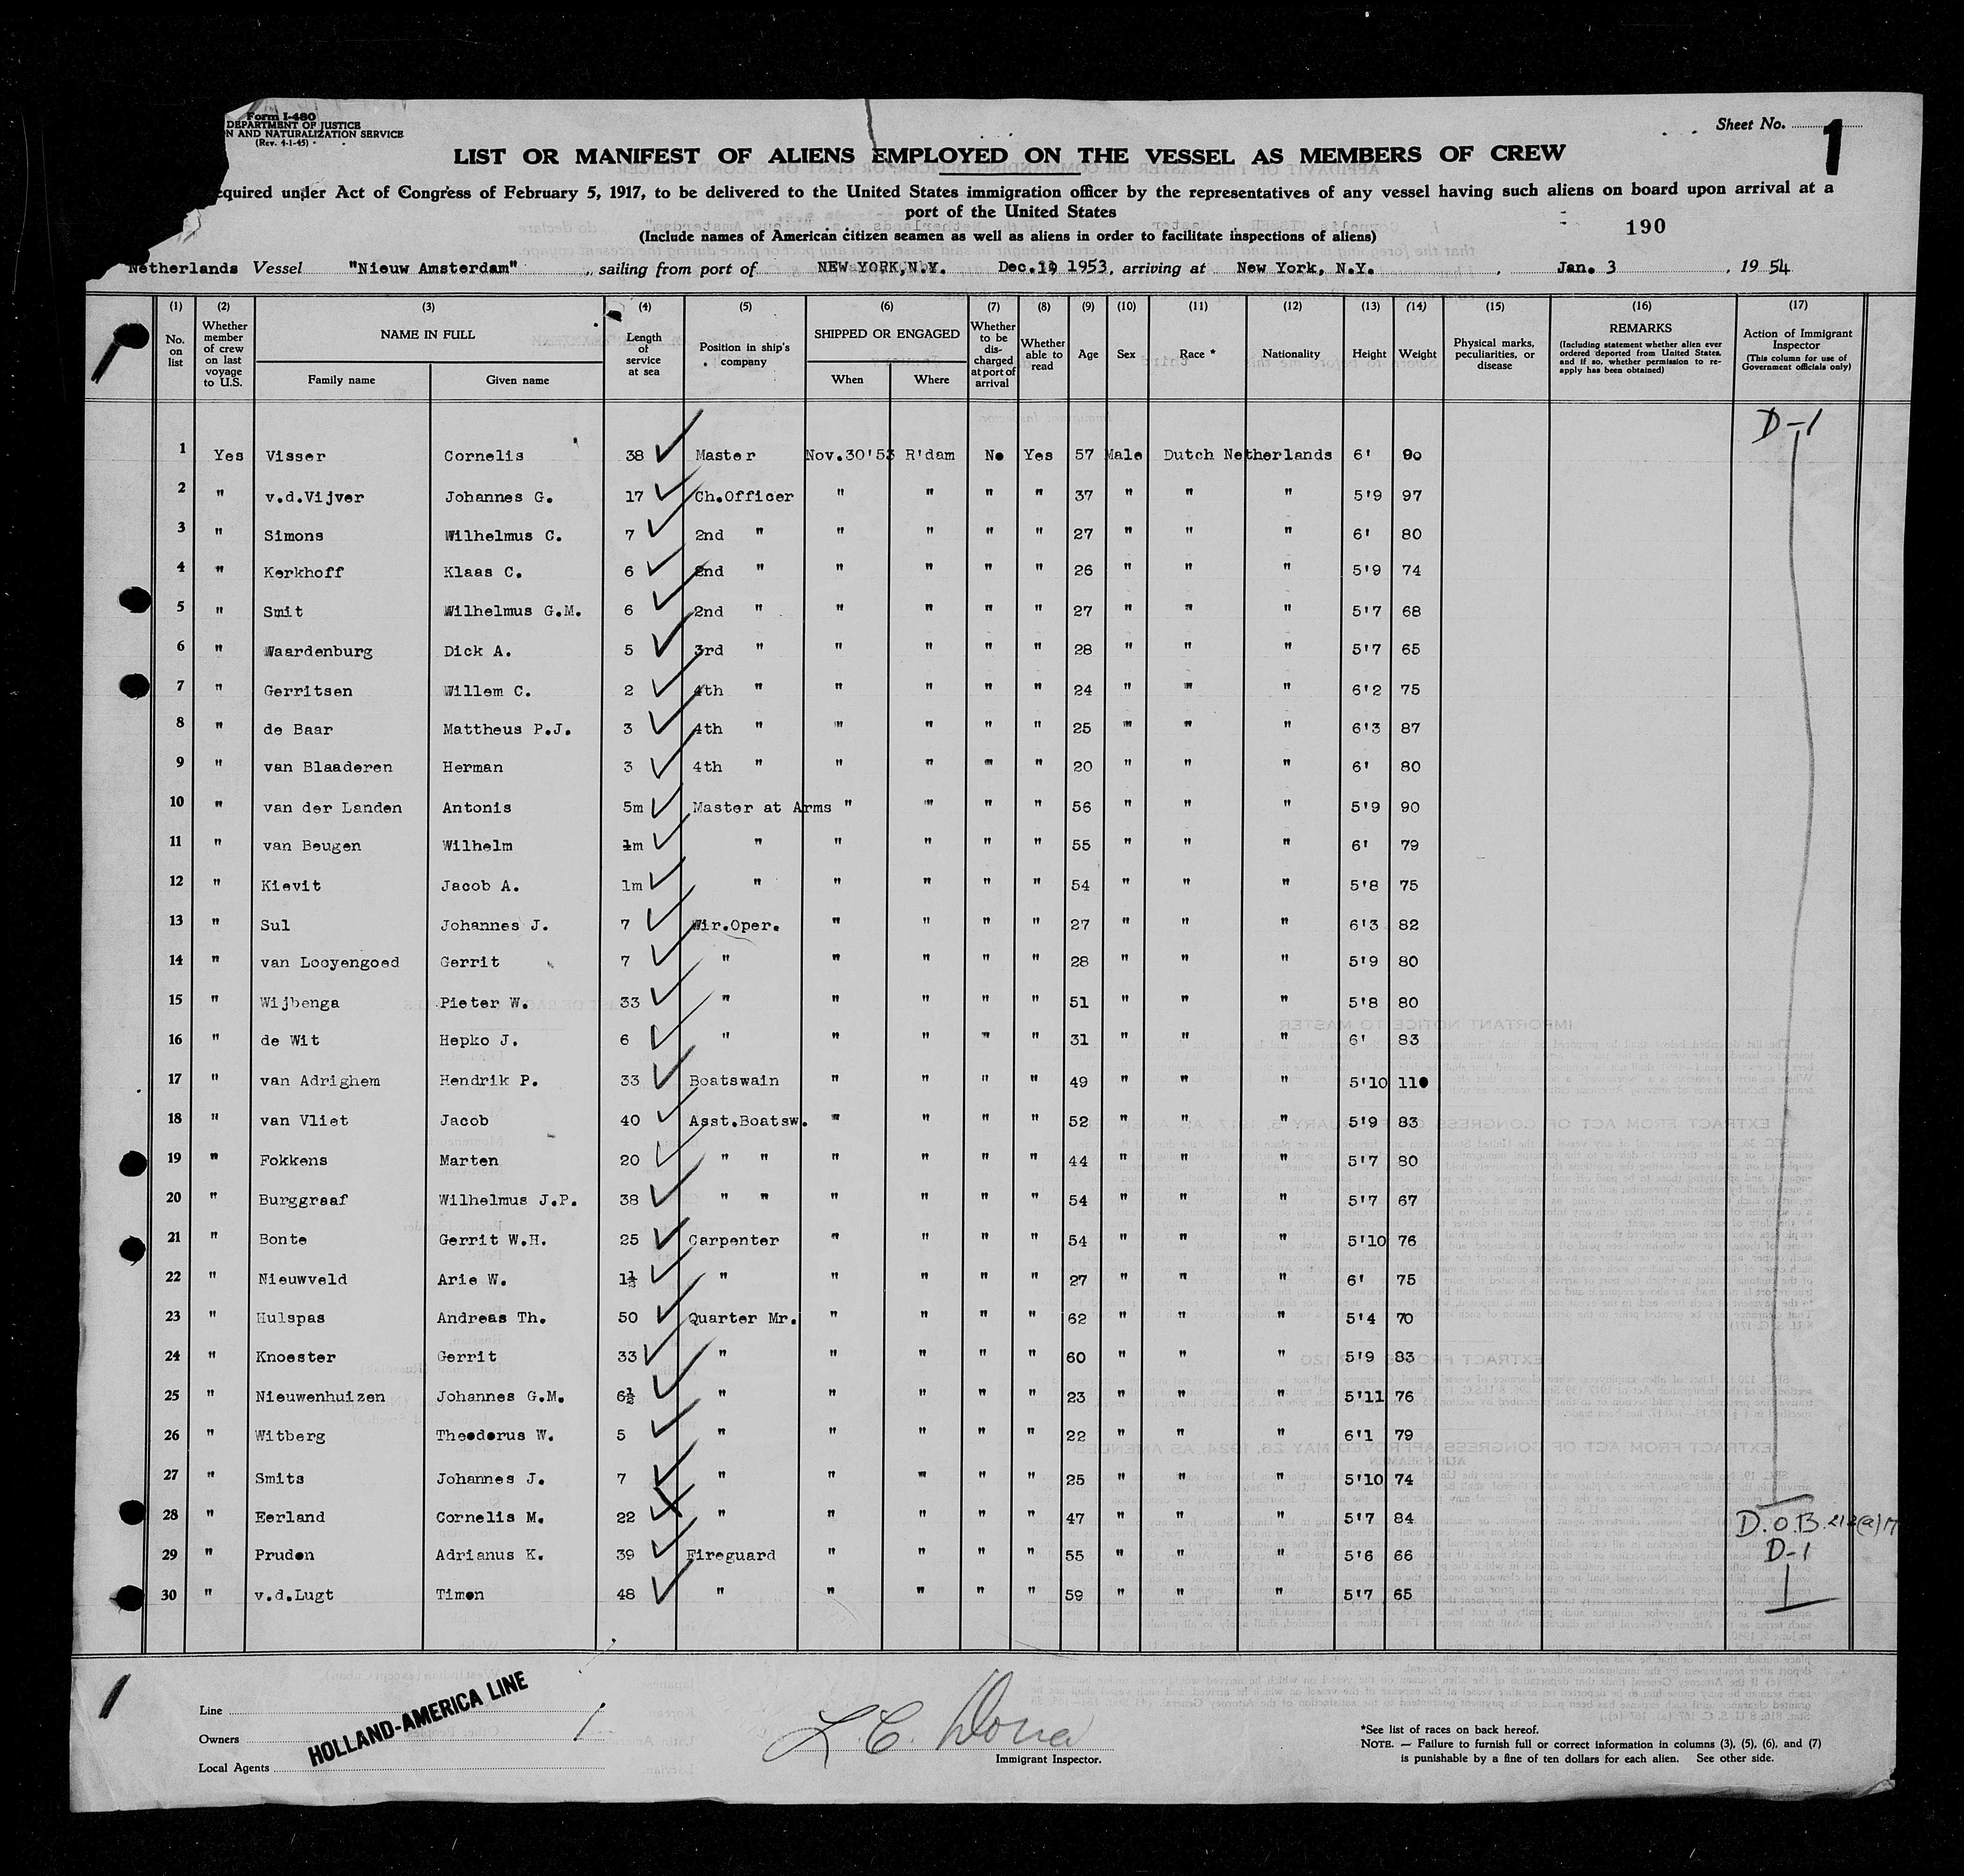 Form I-480
DEPARTMENT OF JUSTICE
N AND NATURALIZATION SERVICE
(Rev. 4-1-45)
Sheet No. 1
LIST OR MANIFEST OF ALIENS EMPLOYED ON THE VESSEL AS MEMBERS OF CREW
equired under Act of Congress of February 5, 1917, to be delivered to the United States immigration officer by the representatives of any vessel having such aliens on board upon arrival at a
port of the United States
(Include names of American citizen seamen as well as aliens in order to facilitate inspections of aliens)
190
Netherlands Vessel "Nieuw Amsterdam", sailing from port of NEW YORK, N.Y. Dec. 1953, arriving at New York, N.Y., Jan. 3, 1954
(1) (2) (3) (4) (5) (6) (7) (8) (9) (10) (11) (12) (13) (14) (15) (16) (17)
No. on list
Whether member of crew on last voyage to U.S.
NAME IN FULL
Family name Given name
Length of service at sea
Position in ship's company
SHIPPED OR ENGAGED
When Where
Whether to be discharged at port of arrival
Whether able to read
Age
Sex
Race *
Nationality
Height
Weight
Physical marks, peculiarities, or disease
REMARKS
(Including statement whether alien ever ordered deported from United States, and if so, whether permission to re-apply has been obtained)
Action of Immigrant Inspector
(This column for use of Government officials only)
D-1
1 Yes Visser Cornelis 38 Master Nov.30'53 R'dam No Yes 57 Male Dutch Netherlands 6' 90
2 " v.d.Vijver Johannes G. 17 Ch.Officer " " " " 37 " " " 5'9 97
3 " Simons Wilhelmus C. 7 2nd " " " " " 27 " " " 6' 80
4 " Kerkhoff Klaas C. 6 2nd " " " " " 26 " " " 5'9 74
5 " Smit Wilhelmus G.M. 6 2nd " " " " " 27 " " " 5'7 68
6 " Waardenburg Dick A. 5 3rd " " " " " 28 " " " 5'7 65
7 " Gerritsen Willem C. 2 4th " " " " " 24 " " " 6'2 75
8 " de Baar Mattheus P.J. 3 4th " " " " " 25 " " " 6'3 87
9 " van Blaaderen Herman 3 4th " " " " " 20 " " " 6' 80
10 " van der Landen Antonis 5m Master at Arms " " " " 56 " " " 5'9 90
11 " van Beugen Wilhelm 1m " " " " " 55 " " " 6' 79
12 " Kievit Jacob A. 1m " " " " " 54 " " " 5'8 75
13 " Sul Johannes J. 7 Wir.Oper. " " " " 27 " " " 6'3 82
14 " van Looyengoed Gerrit 7 " " " " " 28 " " " 5'9 80
15 " Wijbenga Pieter W. 33 " " " " " 51 " " " 5'8 80
16 " de Wit Hepko J. 6 " " " " " 31 " " " 6' 83
17 " van Adrighem Hendrik P. 33 Boatswain " " " " 49 " " " 5'10 110
18 " van Vliet Jacob 40 Asst.Boatsw. " " " " 52 " " " 5'9 83
19 " Fokkens Marten 20 " " " " " " 44 " " " 5'7 80
20 " Burggraaf Wilhelmus J.P. 38 " " " " " " 54 " " " 5'7 67
21 " Bonte Gerrit W.H. 25 Carpenter " " " " 54 " " " 5'10 76
22 " Nieuwveld Arie W. 1½ " " " " " 27 " " " 6' 75
23 " Hulspas Andreas Th. 50 Quarter Mr. " " " " 62 " " " 5'4 70
24 " Knoester Gerrit 33 " " " " " 60 " " " 5'9 83
25 " Nieuwenhuizen Johannes G.M. 6½ " " " " " 23 " " " 5'11 76
26 " Witberg Theodorus W. 5 " " " " " 22 " " " 6'1 79
27 " Smits Johannes J. 7 " " " " " 25 " " " 5'10 74
28 " Eerland Cornelis M. 22 " " " " " 47 " " " 5'7 84 D.O.B. 212(a)
29 " Prudon Adrianus K. 39 Fireguard " " " " 55 " " " 5'6 66 D-1
30 " v.d.Lugt Timon 48 " " " " " 59 " " " 5'7 65
Line
Owners
Local Agents
HOLLAND-AMERICA LINE
L. C.
Immigrant Inspector.
*See list of races on back hereof.
NOTE. — Failure to furnish full or correct information in columns (3), (5), (6), and (7)
is punishable by a fine of ten dollars for each alien. See other side.